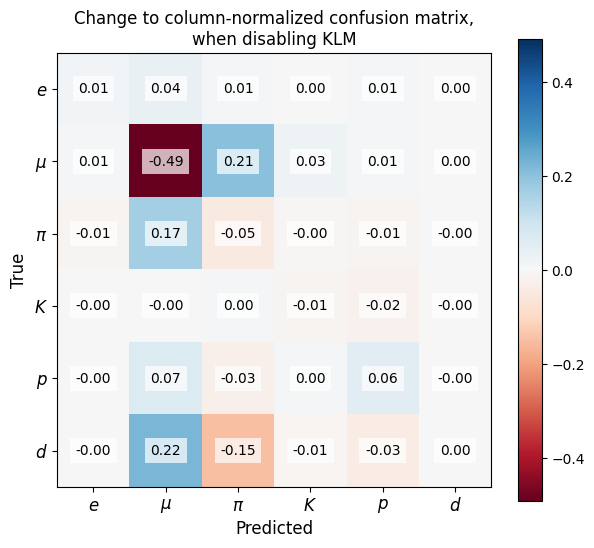 Change to column-normalized confusion matrix,
when disabling KLM
e 0.01 0.04 0.01 0.00 0.01 0.00
μ 0.01 -0.49 0.21 0.03 0.01 0.00
π -0.01 0.17 -0.05 -0.00 -0.01 -0.00
K -0.00 -0.00 0.00 -0.01 -0.02 -0.00
p -0.00 0.07 -0.03 0.00 0.06 -0.00
d -0.00 0.22 -0.15 -0.01 -0.03 0.00
e μ π K p d
True
Predicted
0.4
0.2
0.0
−0.2
−0.4